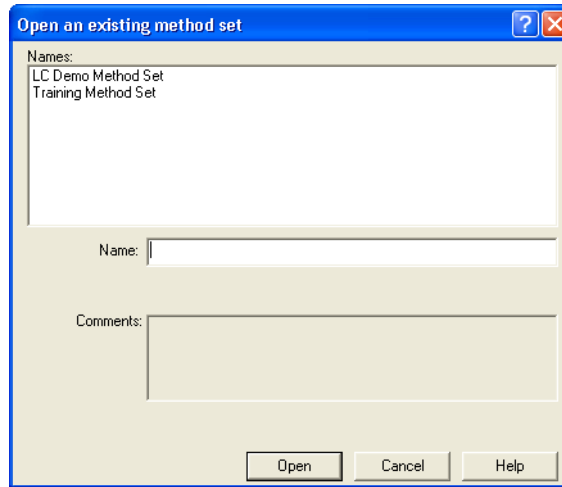 Open an existing method set
Names:
LC Demo Method Set
Training Method Set
Name:
Comments:
Open Cancel Help